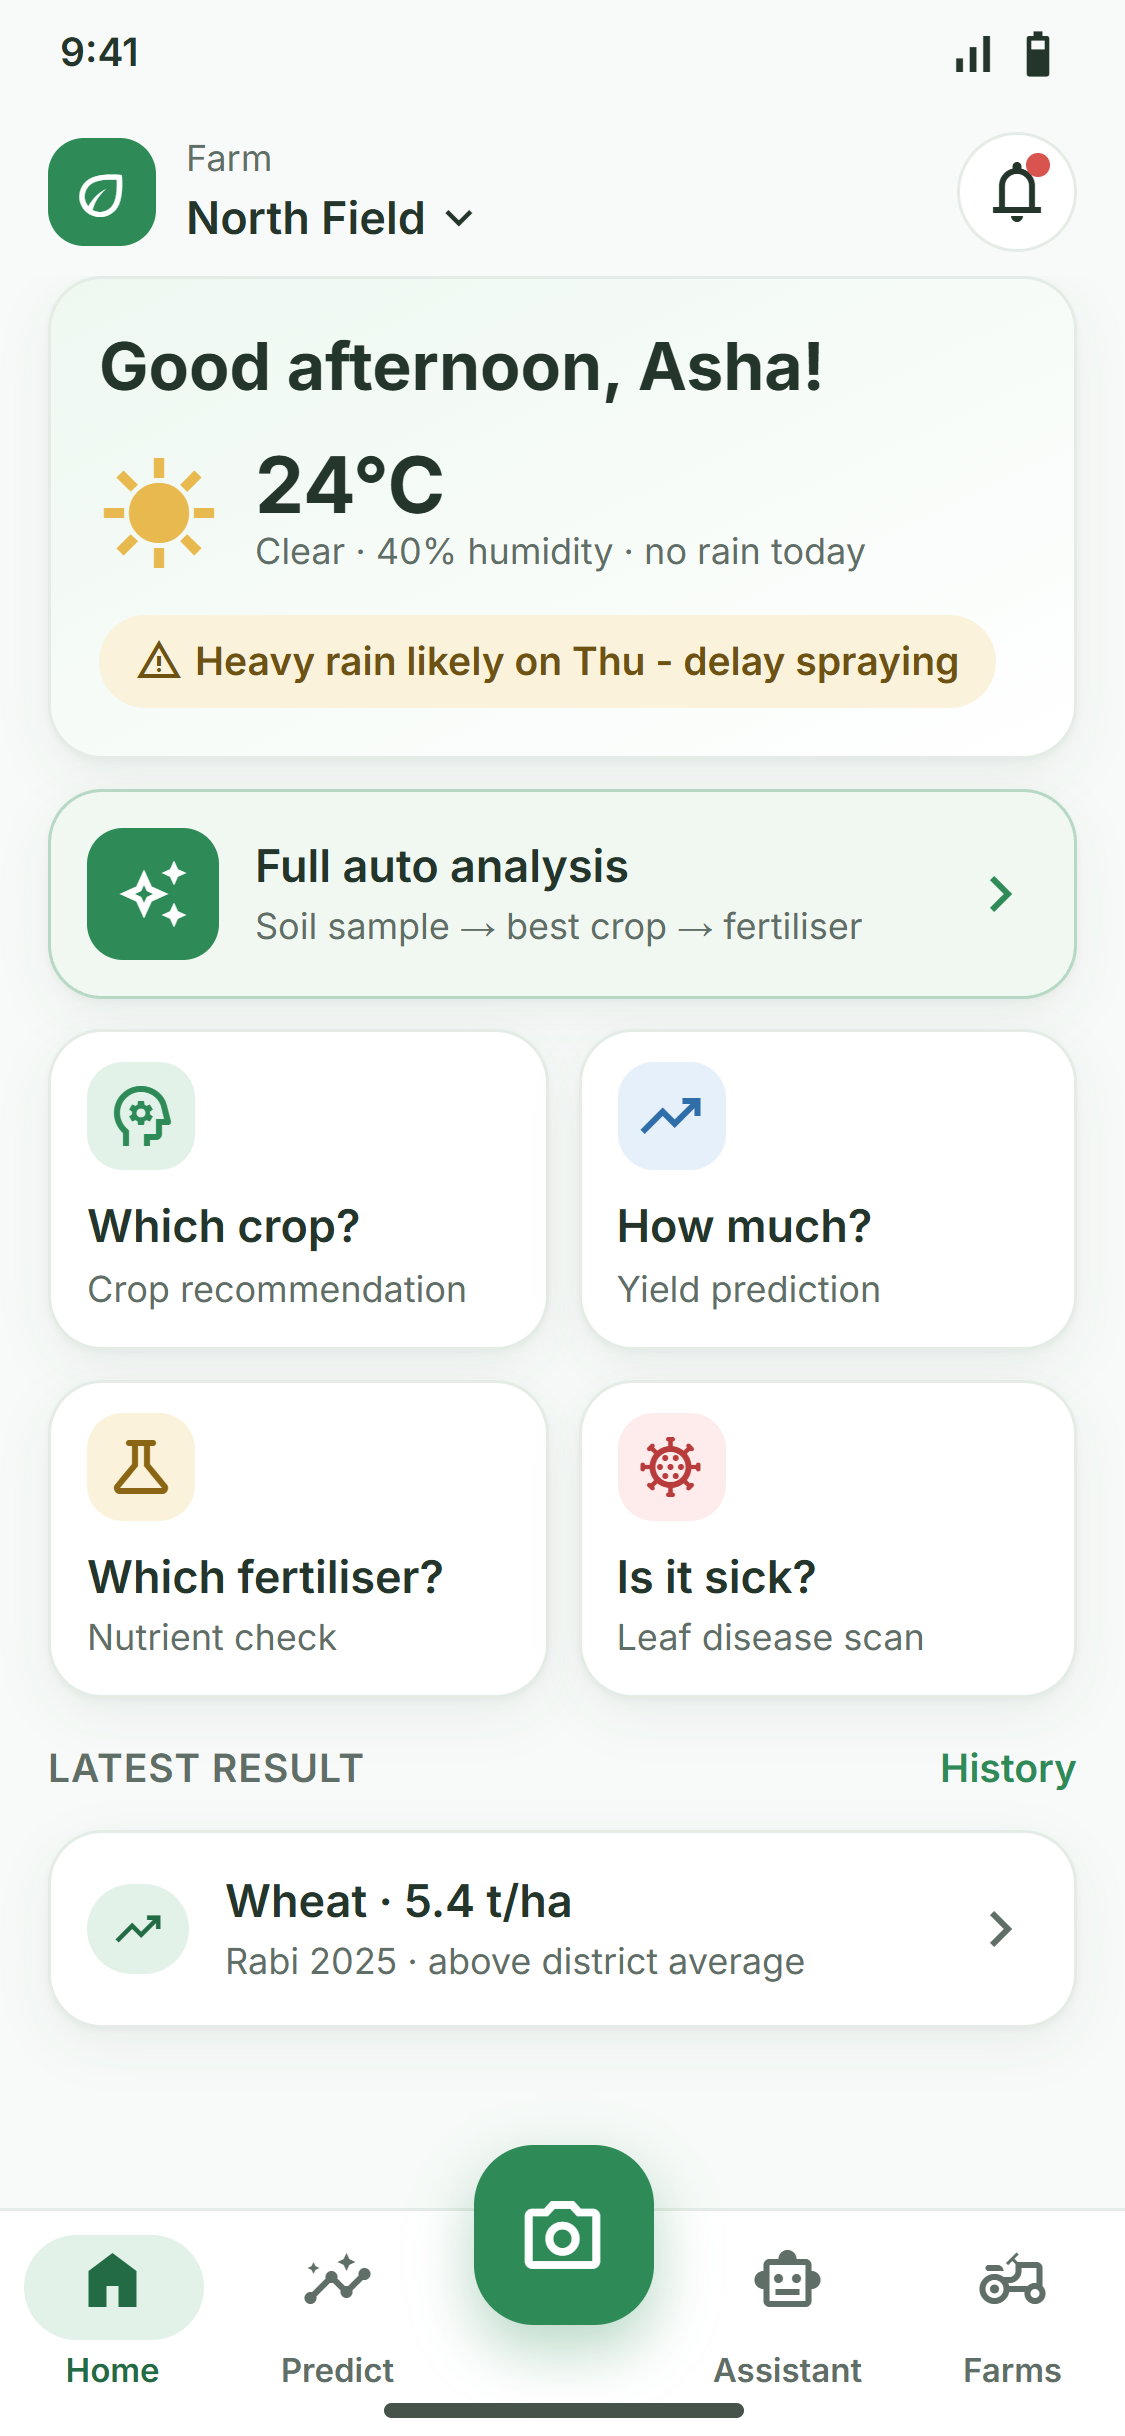 9:41
Farm
North Field
Good afternoon, Asha!
24°C
Clear · 40% humidity · no rain today
Heavy rain likely on Thu - delay spraying
Full auto analysis
Soil sample → best crop → fertiliser
Which crop?
Crop recommendation
How much?
Yield prediction
Which fertiliser?
Nutrient check
Is it sick?
Leaf disease scan
LATEST RESULT
History
Wheat · 5.4 t/ha
Rabi 2025 · above district average
Home
Predict
Assistant
Farms